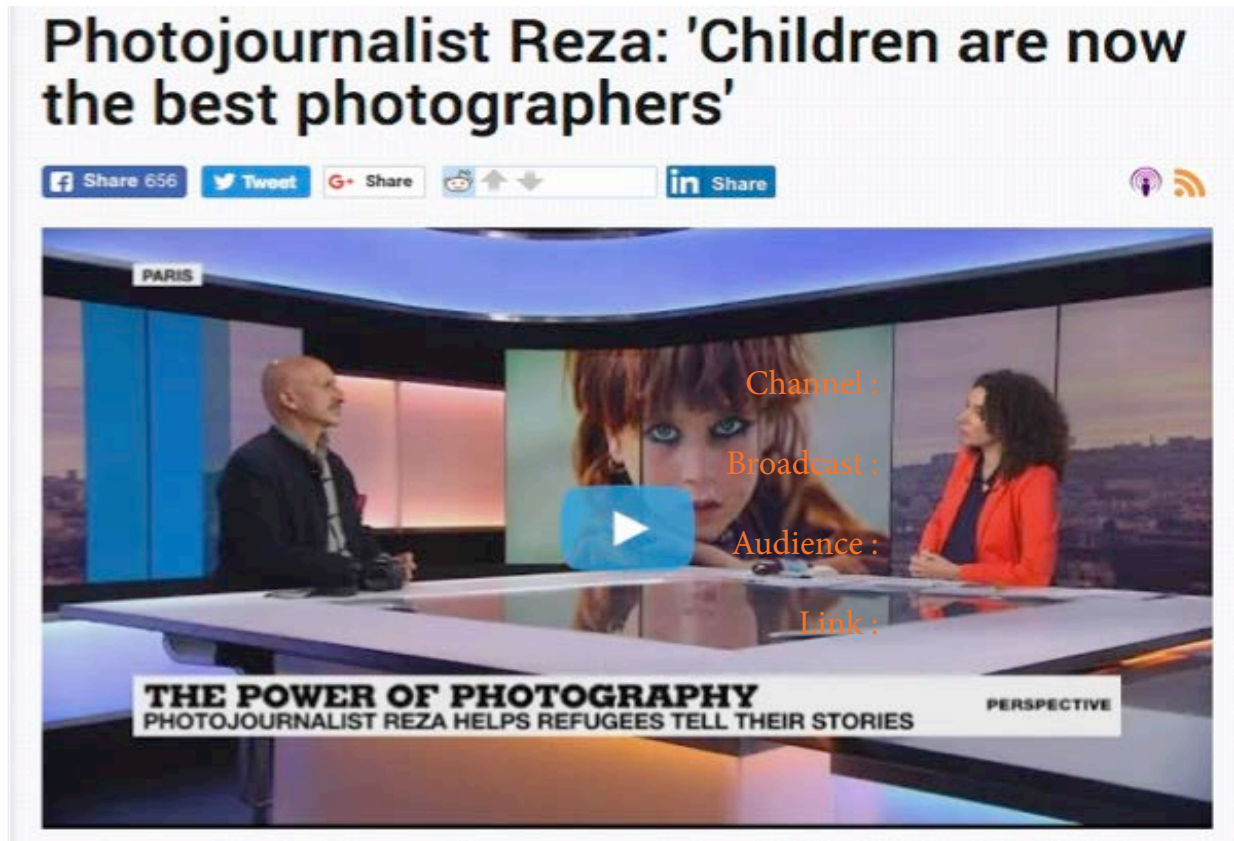 Photojournalist Reza: 'Children are now
the best photographers'
Share 656
Tweet
G+ Share
in Share
PARIS
Channel :
Broadcast :
Audience :
Link :
THE POWER OF PHOTOGRAPHY
PHOTOJOURNALIST REZA HELPS REFUGEES TELL THEIR STORIES
PERSPECTIVE